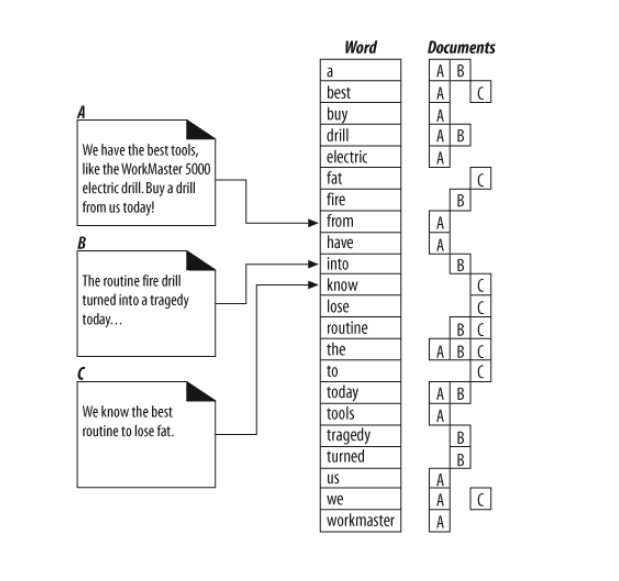 Word Documents
a A B
best A C
A
buy A
We have the best tools,
like the WorkMaster 5000
electric drill. Buy a drill
from us today!
drill A B
electric A
fat C
fire B
from A
have A
B
The routine fire drill
turned into a tragedy
today…
into B
know C
lose C
routine B C
the A B C
to C
C
We know the best
routine to lose fat.
today A B
tools A
tragedy B
turned B
us A
we A C
workmaster A